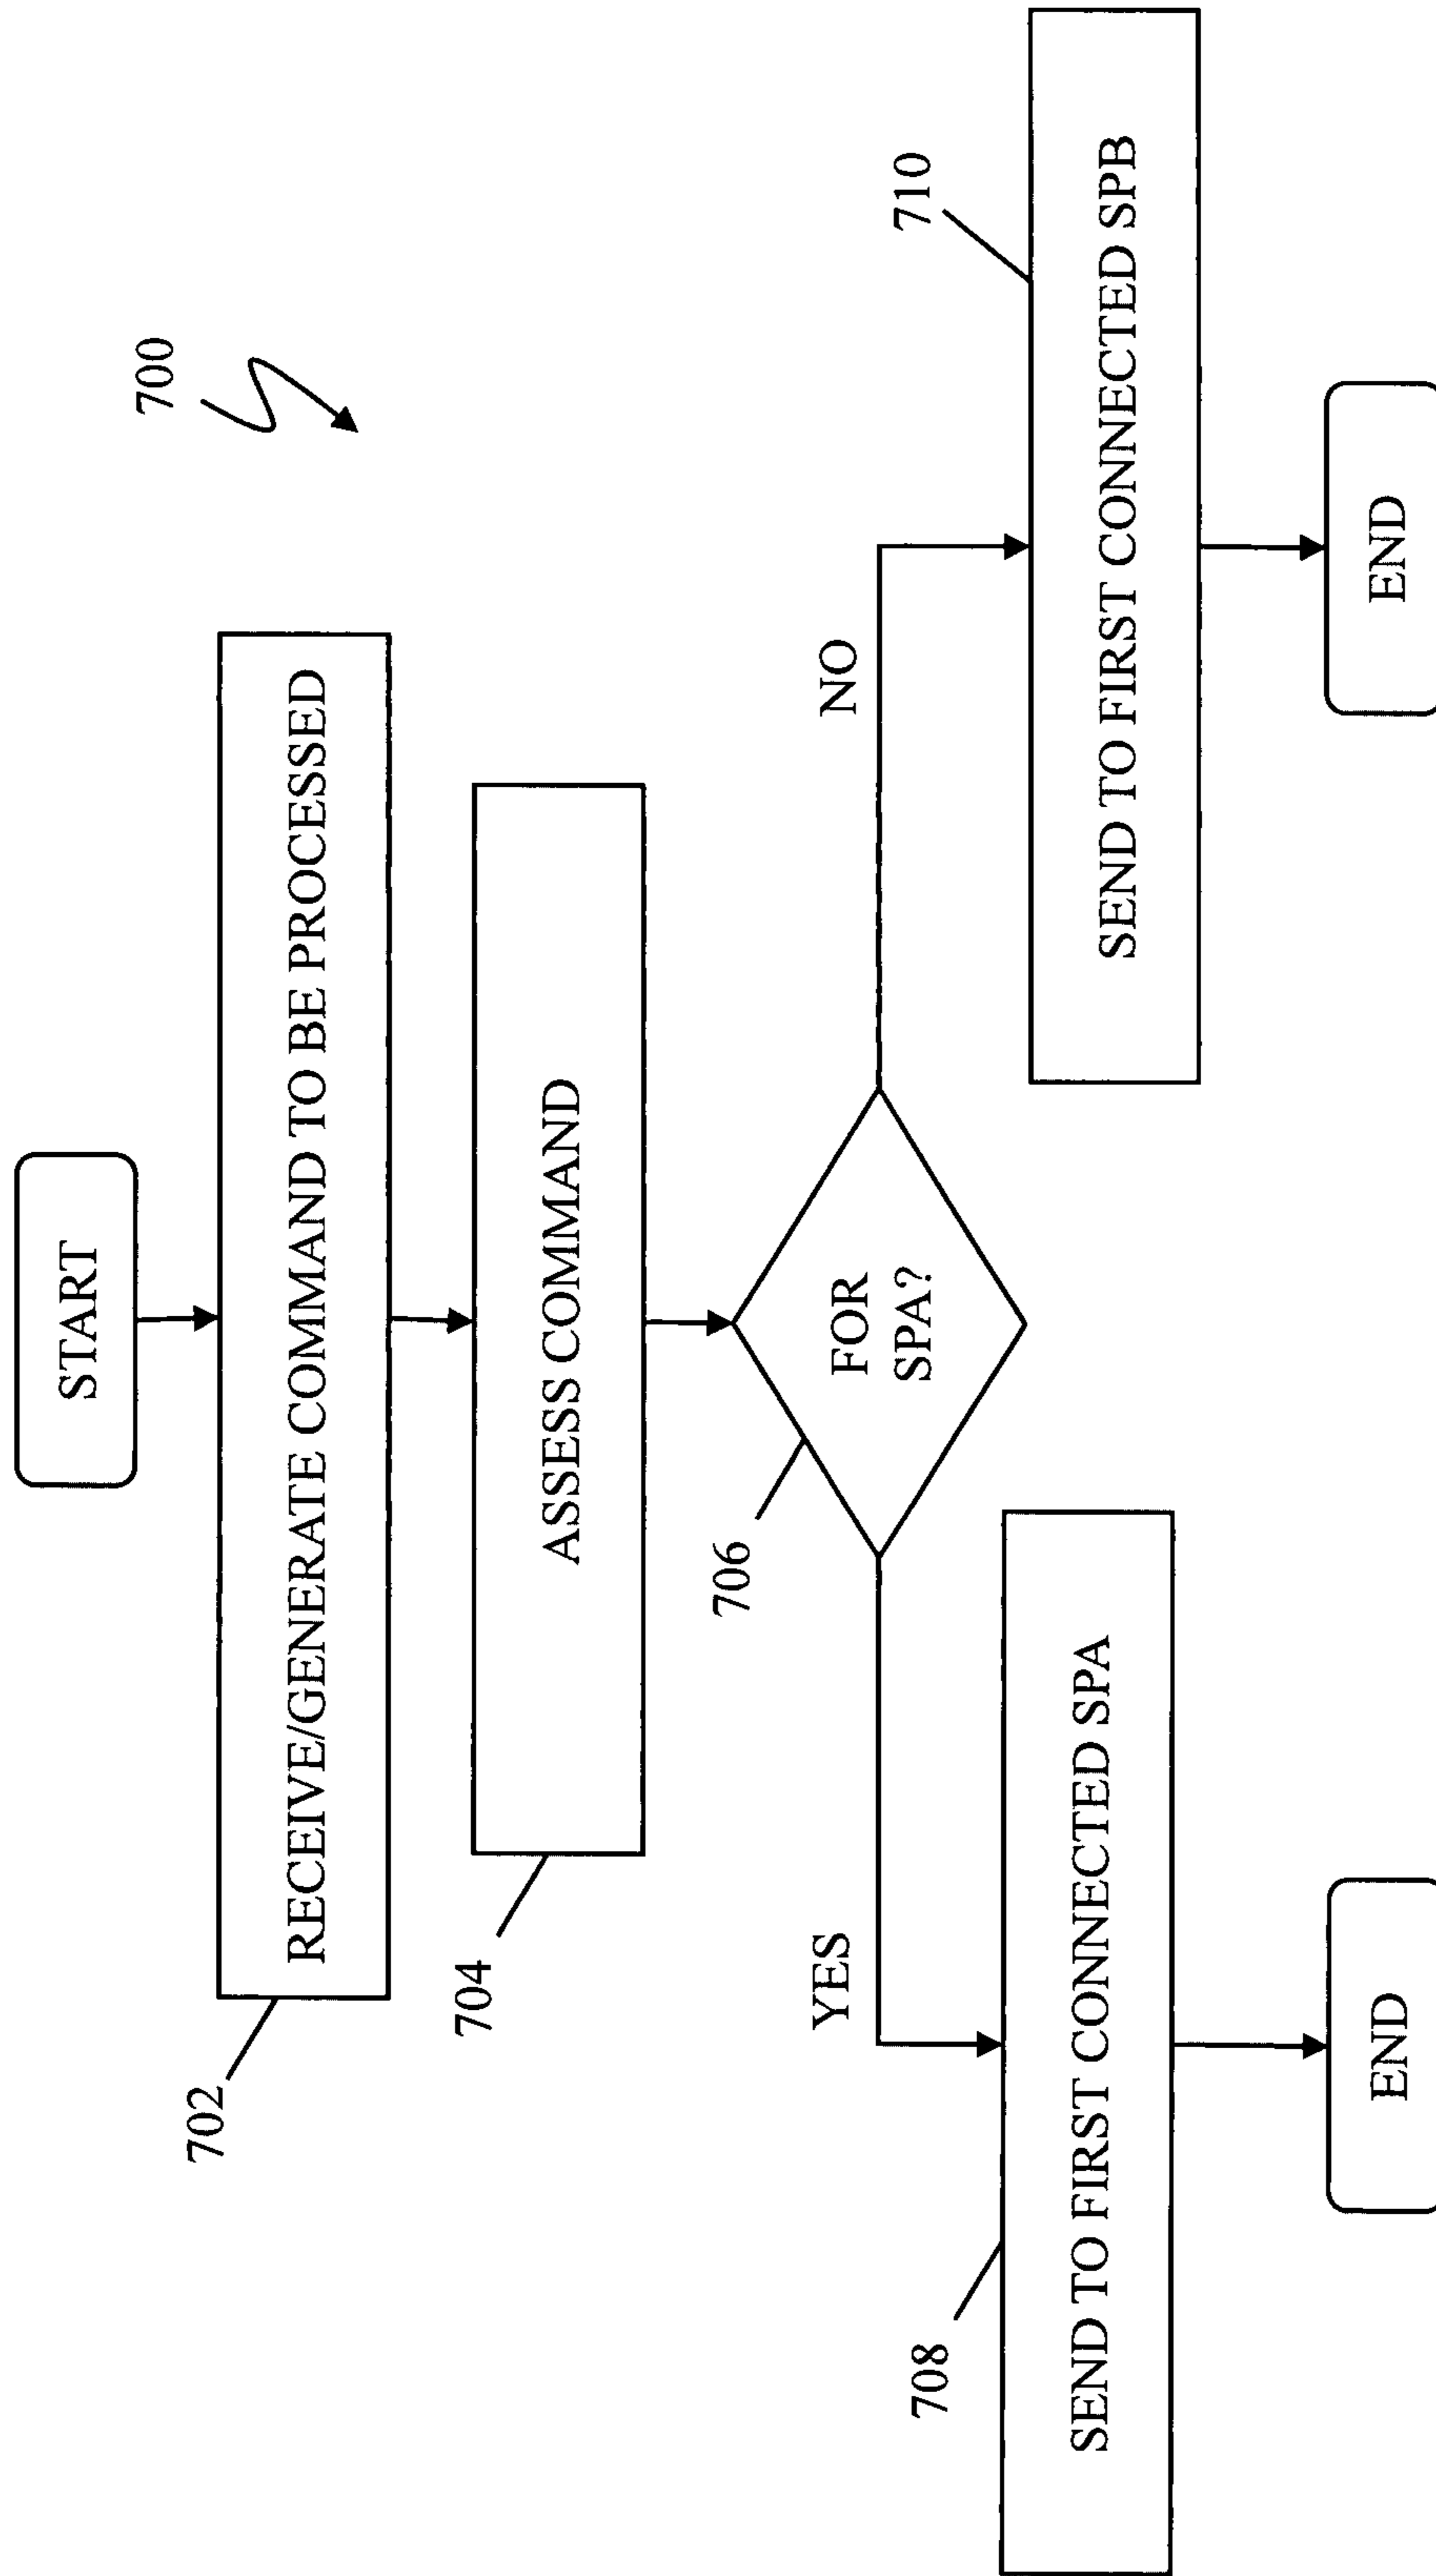 700
START
702
RECEIVE/GENERATE COMMAND TO BE PROCESSED
704
ASSESS COMMAND
706
FOR
SPA?
YES
NO
708
SEND TO FIRST CONNECTED SPA
710
SEND TO FIRST CONNECTED SPB
END
END